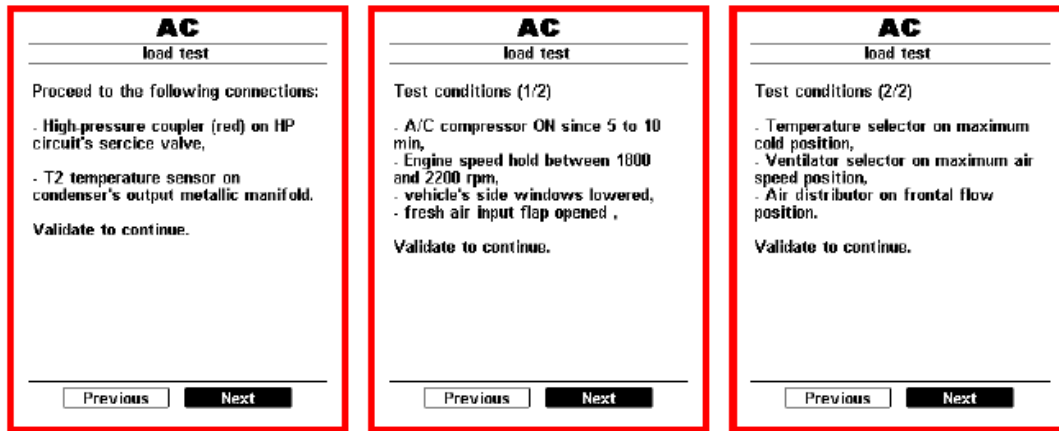 AC
load test
Proceed to the following connections:
- High-pressure coupler (red) on HP
circuit's sercice valve,
- T2 temperature sensor on
condenser's output metallic manifold.
Validate to continue.
Previous
Next
AC
load test
Test conditions (1/2)
- A/C compressor ON since 5 to 10
min,
- Engine speed hold between 1800
and 2200 rpm,
- vehicle's side windows lowered,
- fresh air input flap opened ,
Validate to continue.
Previous
Next
AC
load test
Test conditions (2/2)
- Temperature selector on maximum
cold position,
- Ventilator selector on maximum air
speed position,
- Air distributor on frontal flow
position.
Validate to continue.
Previous
Next